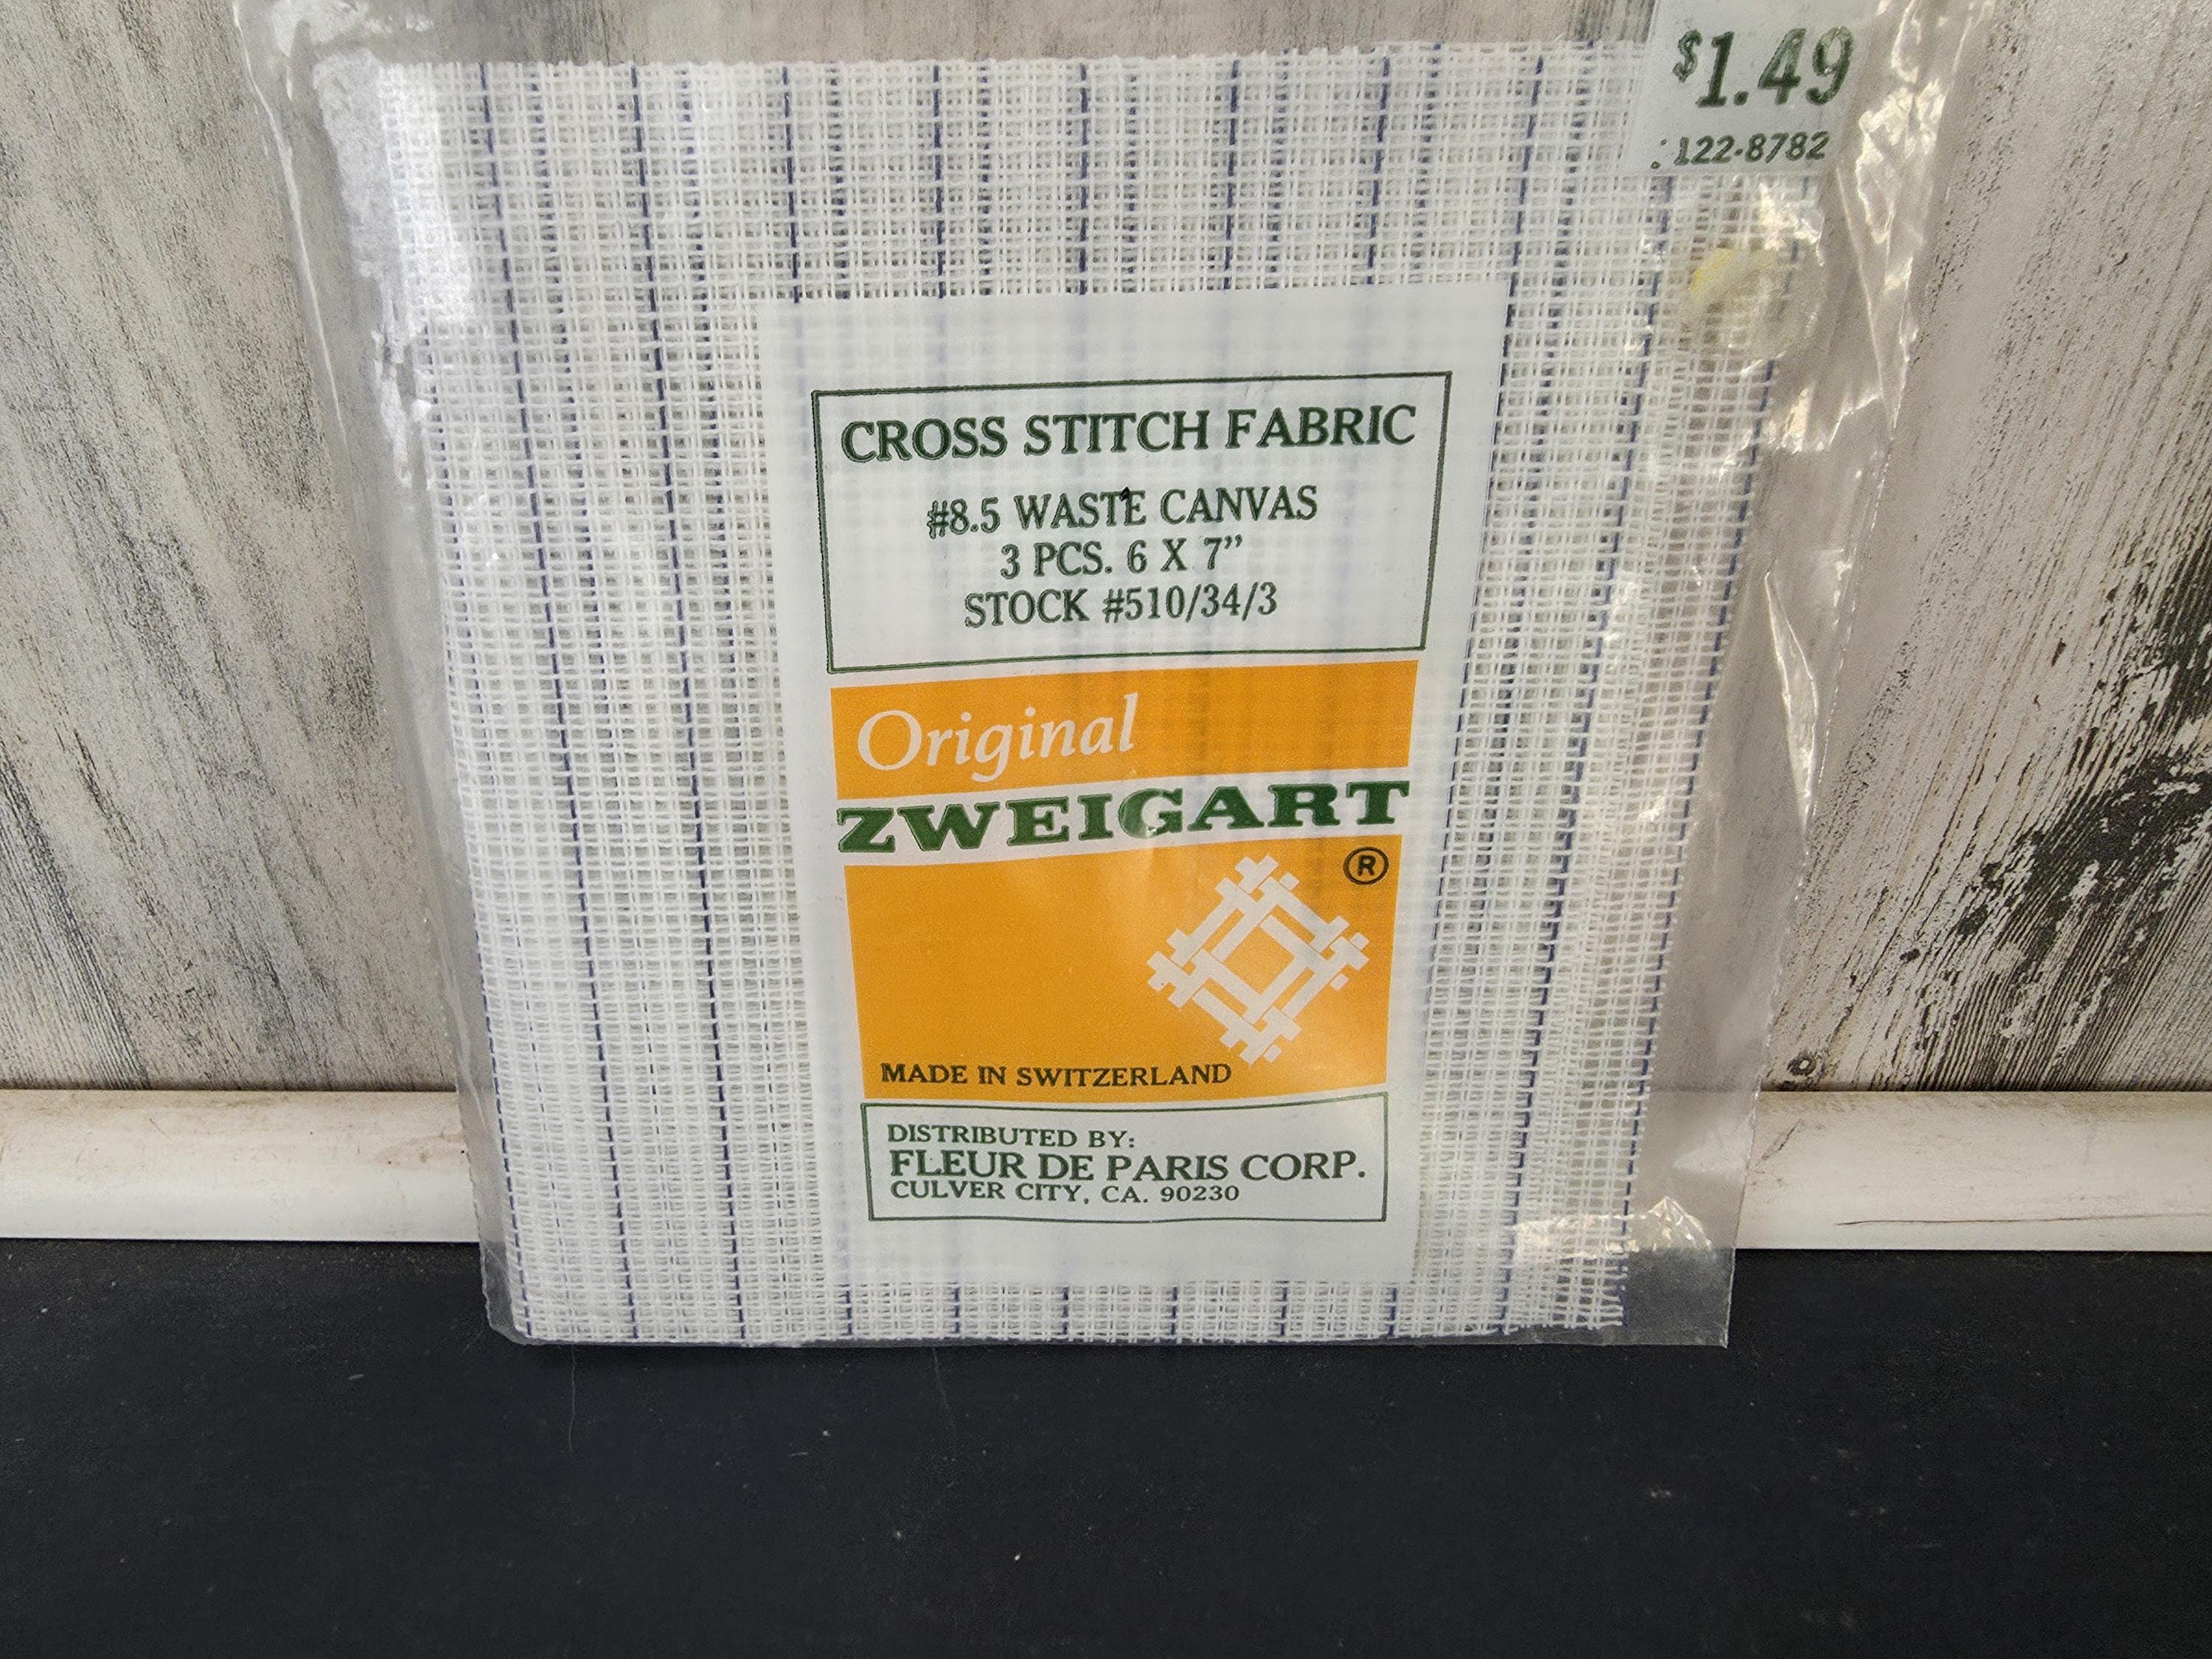 $1.49
122-8782
CROSS STITCH FABRIC
#8.5 WASTE CANVAS
3 PCS. 6 X 7”
STOCK #510/34/3
Original
ZWEIGART
®
MADE IN SWITZERLAND
DISTRIBUTED BY:
FLEUR DE PARIS CORP.
CULVER CITY, CA. 90230